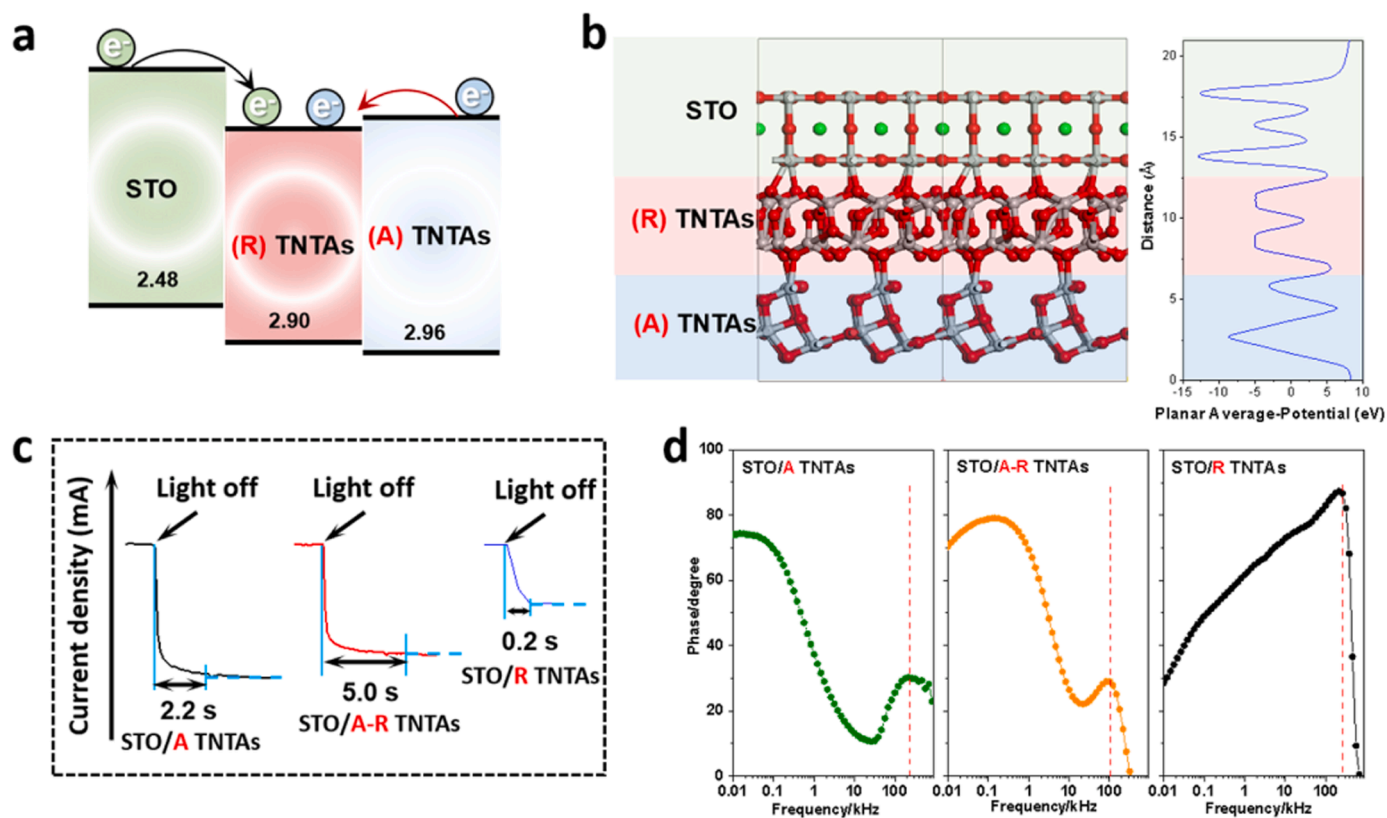 a
e-
e-
e-
e-
STO
(R) TNTAs
(A) TNTAs
2.48
2.90
2.96
b
STO
(R) TNTAs
(A) TNTAs
20
15
10
5
0
Distance (Å)
-15 -10 -5 0 5 10
Planar Average-Potential (eV)
c
Current density (mA)
Light off
Light off
Light off
2.2 s
STO/A TNTAs
5.0 s
STO/A-R TNTAs
0.2 s
STO/R TNTAs
d
100
80
60
40
20
0
Phase/degree
STO/A TNTAs
STO/A-R TNTAs
STO/R TNTAs
0.01 0.1 1 10 100
Frequency/kHz
0.01 0.1 1 10 100
Frequency/kHz
0.01 0.1 1 10 100
Frequency/kHz